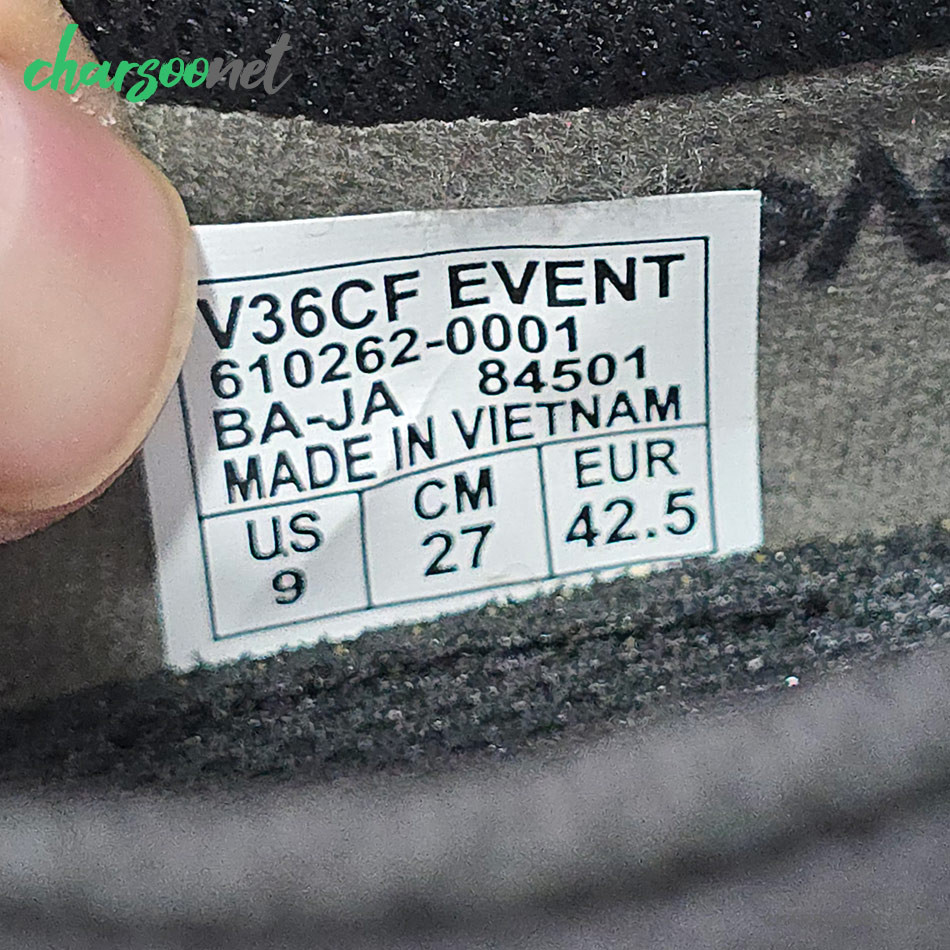 charsoonet
V36CF EVENT
610262-0001
BA-JA 84501
MADE IN VIETNAM
US CM EUR
9 27 42.5